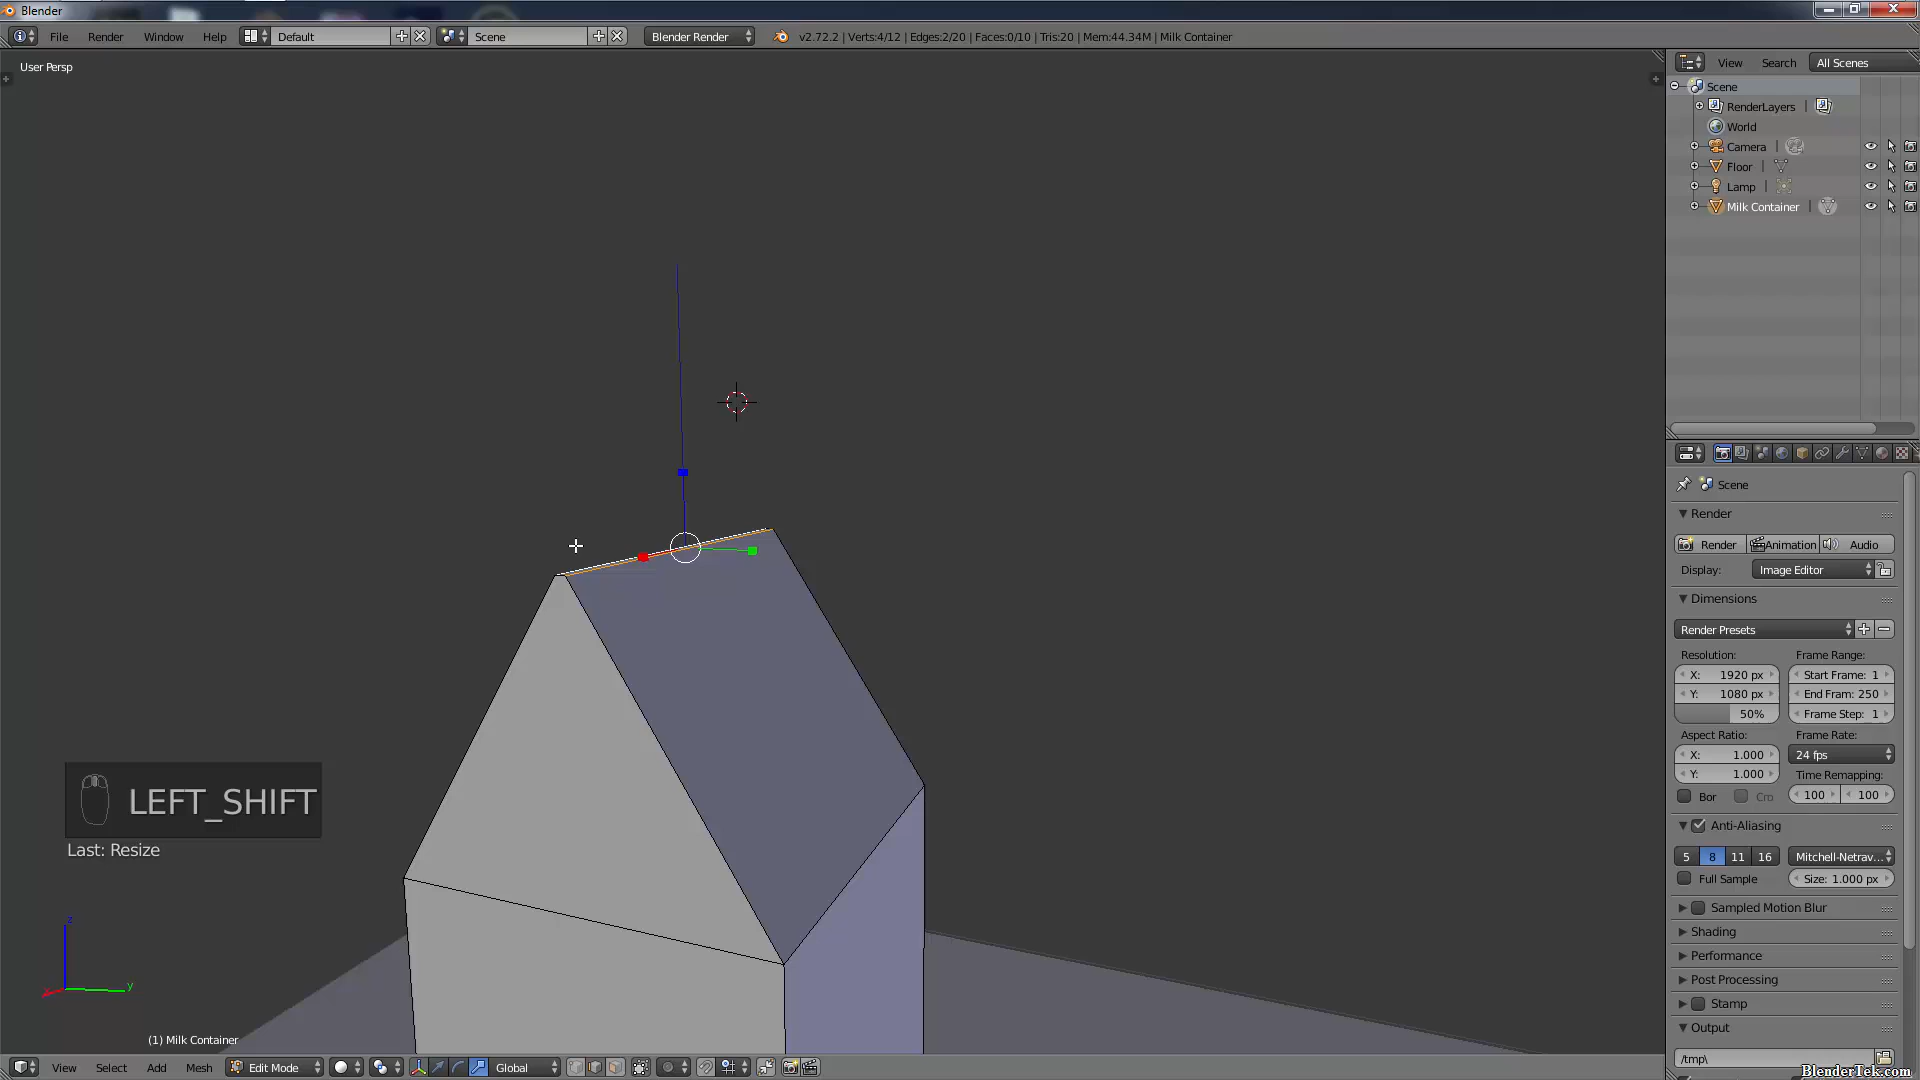 Blender
File Render Window Help Default Scene Blender Render v2.72.2 | Verts:4/12 | Edges:2/20 | Faces:0/10 | Tris:20 | Mem:44.34M | Milk Container
User Persp
View Search All Scenes
Scene
RenderLayers |
World
Camera |
Floor |
Lamp |
Milk Container |
Scene
Render
Render Animation Audio
Display: Image Editor
Dimensions
Render Presets
Resolution: Frame Range:
X: 1920 px Start Frame: 1
Y: 1080 px End Fram: 250
50% Frame Step: 1
Aspect Ratio: Frame Rate:
X: 1.000 24 fps
Y: 1.000 Time Remapping:
Bor Cro 100 100
Anti-Aliasing
5 8 11 16 Mitchell-Netrav...
Full Sample Size: 1.000 px
Sampled Motion Blur
Shading
Performance
Post Processing
Stamp
Output
/tmp\
LEFT_SHIFT
Last: Resize
z
y
x
(1) Milk Container
View Select Add Mesh Edit Mode Global
BlenderTek.com